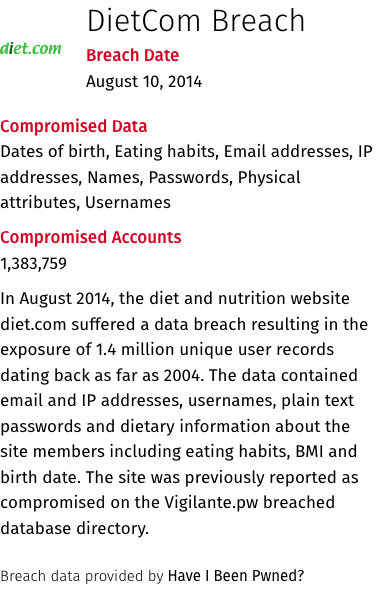 DietCom Breach
diet.com
Breach Date
August 10, 2014
Compromised Data
Dates of birth, Eating habits, Email addresses, IP
addresses, Names, Passwords, Physical
attributes, Usernames
Compromised Accounts
1,383,759
In August 2014, the diet and nutrition website
diet.com suffered a data breach resulting in the
exposure of 1.4 million unique user records
dating back as far as 2004. The data contained
email and IP addresses, usernames, plain text
passwords and dietary information about the
site members including eating habits, BMI and
birth date. The site was previously reported as
compromised on the Vigilante.pw breached
database directory.
Breach data provided by Have I Been Pwned?